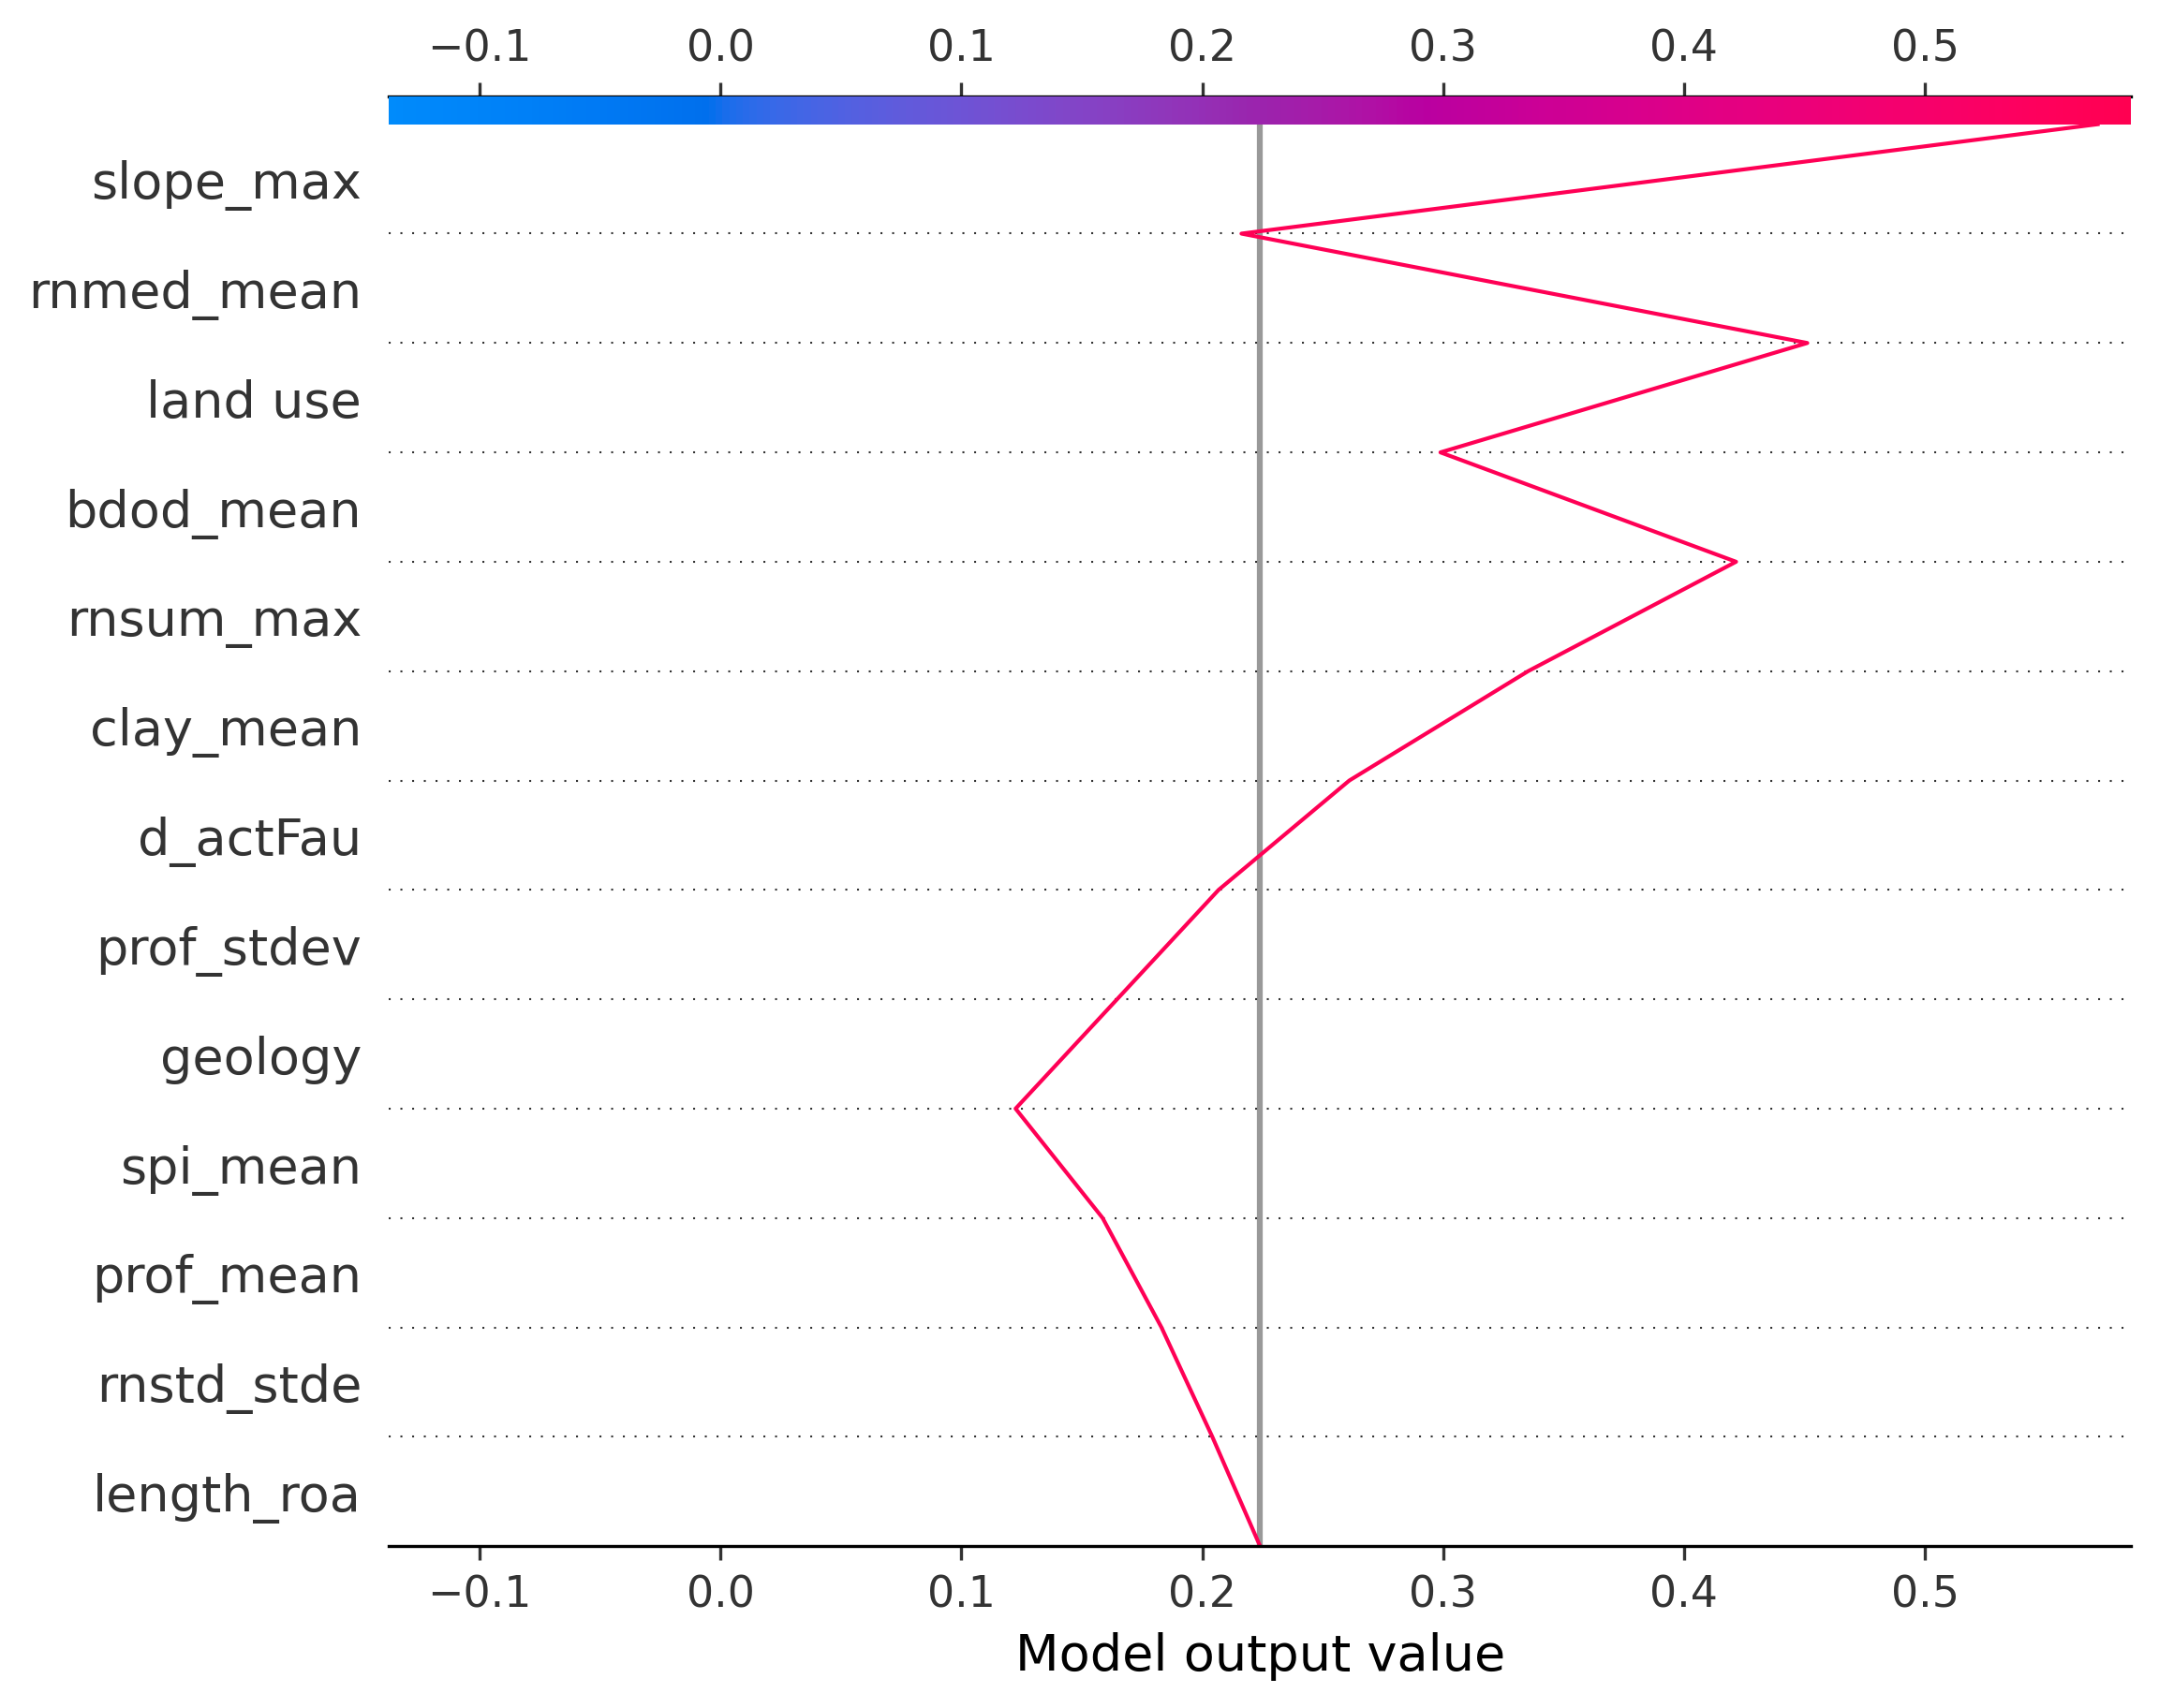 −0.1 0.0 0.1 0.2 0.3 0.4 0.5
slope_max
rnmed_mean
land use
bdod_mean
rnsum_max
clay_mean
d_actFau
prof_stdev
geology
spi_mean
prof_mean
rnstd_stde
length_roa
−0.1 0.0 0.1 0.2 0.3 0.4 0.5
Model output value